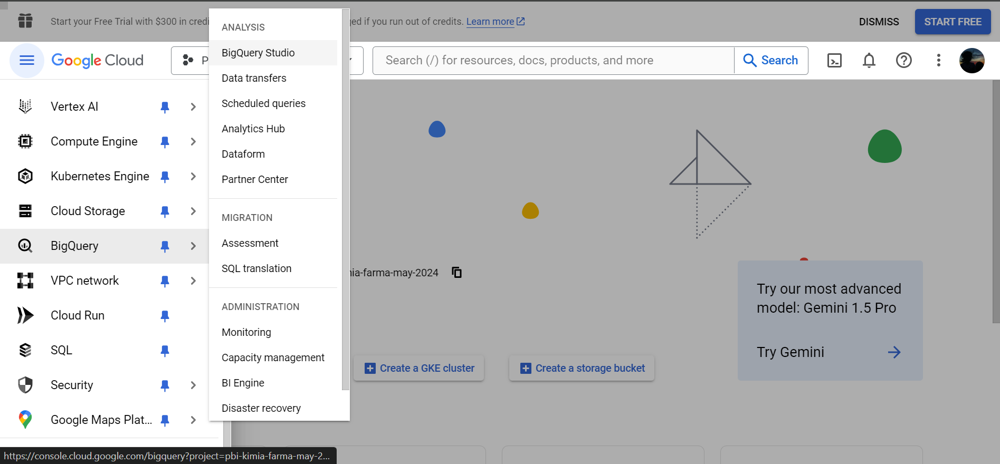 Start your Free Trial with $300 in credi
ged if you run out of credits. Learn more
DISMISS
START FREE
Google Cloud
P
Search (/) for resources, docs, products, and more
Search
Vertex AI
Compute Engine
Kubernetes Engine
Cloud Storage
BigQuery
VPC network
Cloud Run
SQL
Security
Google Maps Plat...
ANALYSIS
BigQuery Studio
Data transfers
Scheduled queries
Analytics Hub
Dataform
Partner Center
MIGRATION
Assessment
SQL translation
ADMINISTRATION
Monitoring
Capacity management
BI Engine
Disaster recovery
ia-farma-may-2024
Create a GKE cluster
Create a storage bucket
Try our most advanced
model: Gemini 1.5 Pro
Try Gemini
https://console.cloud.google.com/bigquery?project=pbi-kimia-farma-may-2...